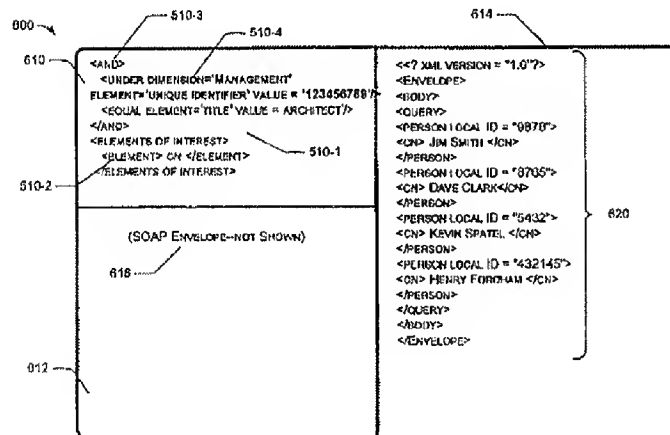 600
510-3
510-4
614
610
<AND>
<UNDER DIMENSION='MANAGEMENT'
ELEMENT='UNIQUE IDENTIFIER' VALUE = '123456789'/>
<EQUAL ELEMENT='TITLE' VALUE = ARCHITECT'/>
</AND>
<ELEMENTS OF INTEREST>
<ELEMENT> CN </ELEMENT>
</ELEMENTS OF INTEREST>
510-1
510-2
(SOAP ENVELOPE--NOT SHOWN)
616
612
<<? XML VERSION = "1.0"?>
<ENVELOPE>
<BODY>
<QUERY>
<PERSON LOCAL ID = "9878">
<CN> JIM SMITH </CN>
</PERSON>
<PERSON LOCAL ID = "8765">
<CN> DAVE CLARK</CN>
</PERSON>
<PERSON LOCAL ID = "5432">
<CN> KEVIN SPATEL </CN>
</PERSON>
<PERSON LOCAL ID = "432145">
<CN> HENRY FORDHAM </CN>
</PERSON>
</QUERY>
</BODY>
</ENVELOPE>
620